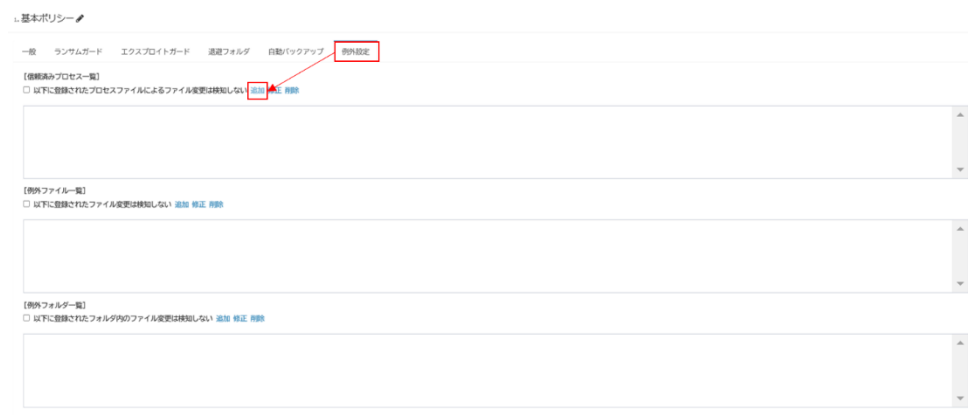 基本ポリシー
一般 ランサムガード エクスプロイトガード 退避フォルダ 自動バックアップ 例外設定
[信頼済みプロセス一覧]
以下に登録されたプロセスファイルによるファイル変更は検知しない 追加 修正 削除
[例外ファイル一覧]
以下に登録されたファイル変更は検知しない 追加 修正 削除
[例外フォルダ一覧]
以下に登録されたフォルダ内のファイル変更は検知しない 追加 修正 削除